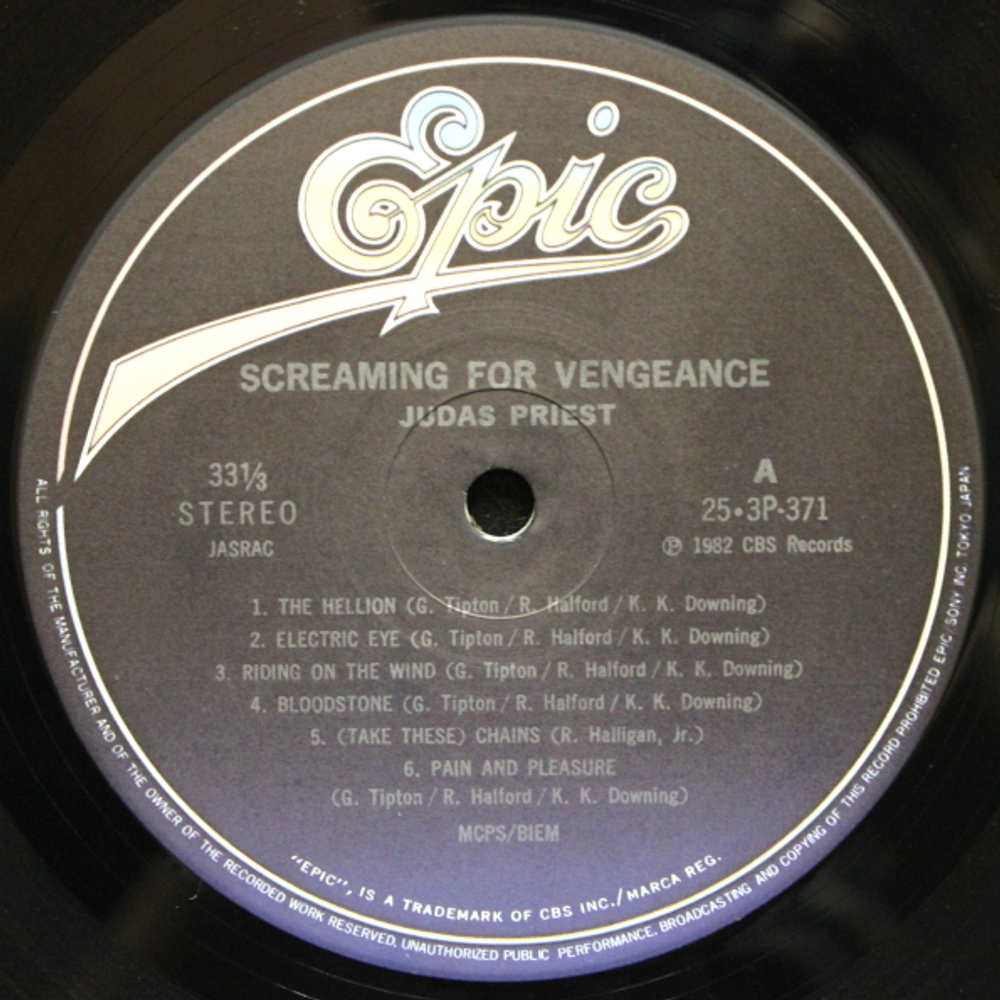 Epic
SCREAMING FOR VENGEANCE
JUDAS PRIEST
33⅓
STEREO
JASRAC
A
25•3P-371
Ⓟ 1982 CBS Records
1. THE HELLION (G. Tipton / R. Halford / K. K. Downing)
2. ELECTRIC EYE (G. Tipton / R. Halford / K. K. Downing)
3. RIDING ON THE WIND (G. Tipton / R. Halford / K. K. Downing)
4. BLOODSTONE (G. Tipton / R. Halford / K. K. Downing)
5. (TAKE THESE) CHAINS (R. Halligan, Jr.)
6. PAIN AND PLEASURE
(G. Tipton / R. Halford / K. K. Downing)
MCPS/BIEM
"EPIC", IS A TRADEMARK OF CBS INC./MARCA REG.
ALL RGHTS OF THE MANUFACTURER AND OF THE OWNER OF THE RECORDED WORK RESERVED. UNAUTHORIZED PUBLIC PERFORMANCE, BROADCASTING AND COPYING OF THIS RECORD PROHIBITED EPIC/SONY INC. TOKYO JAPAN